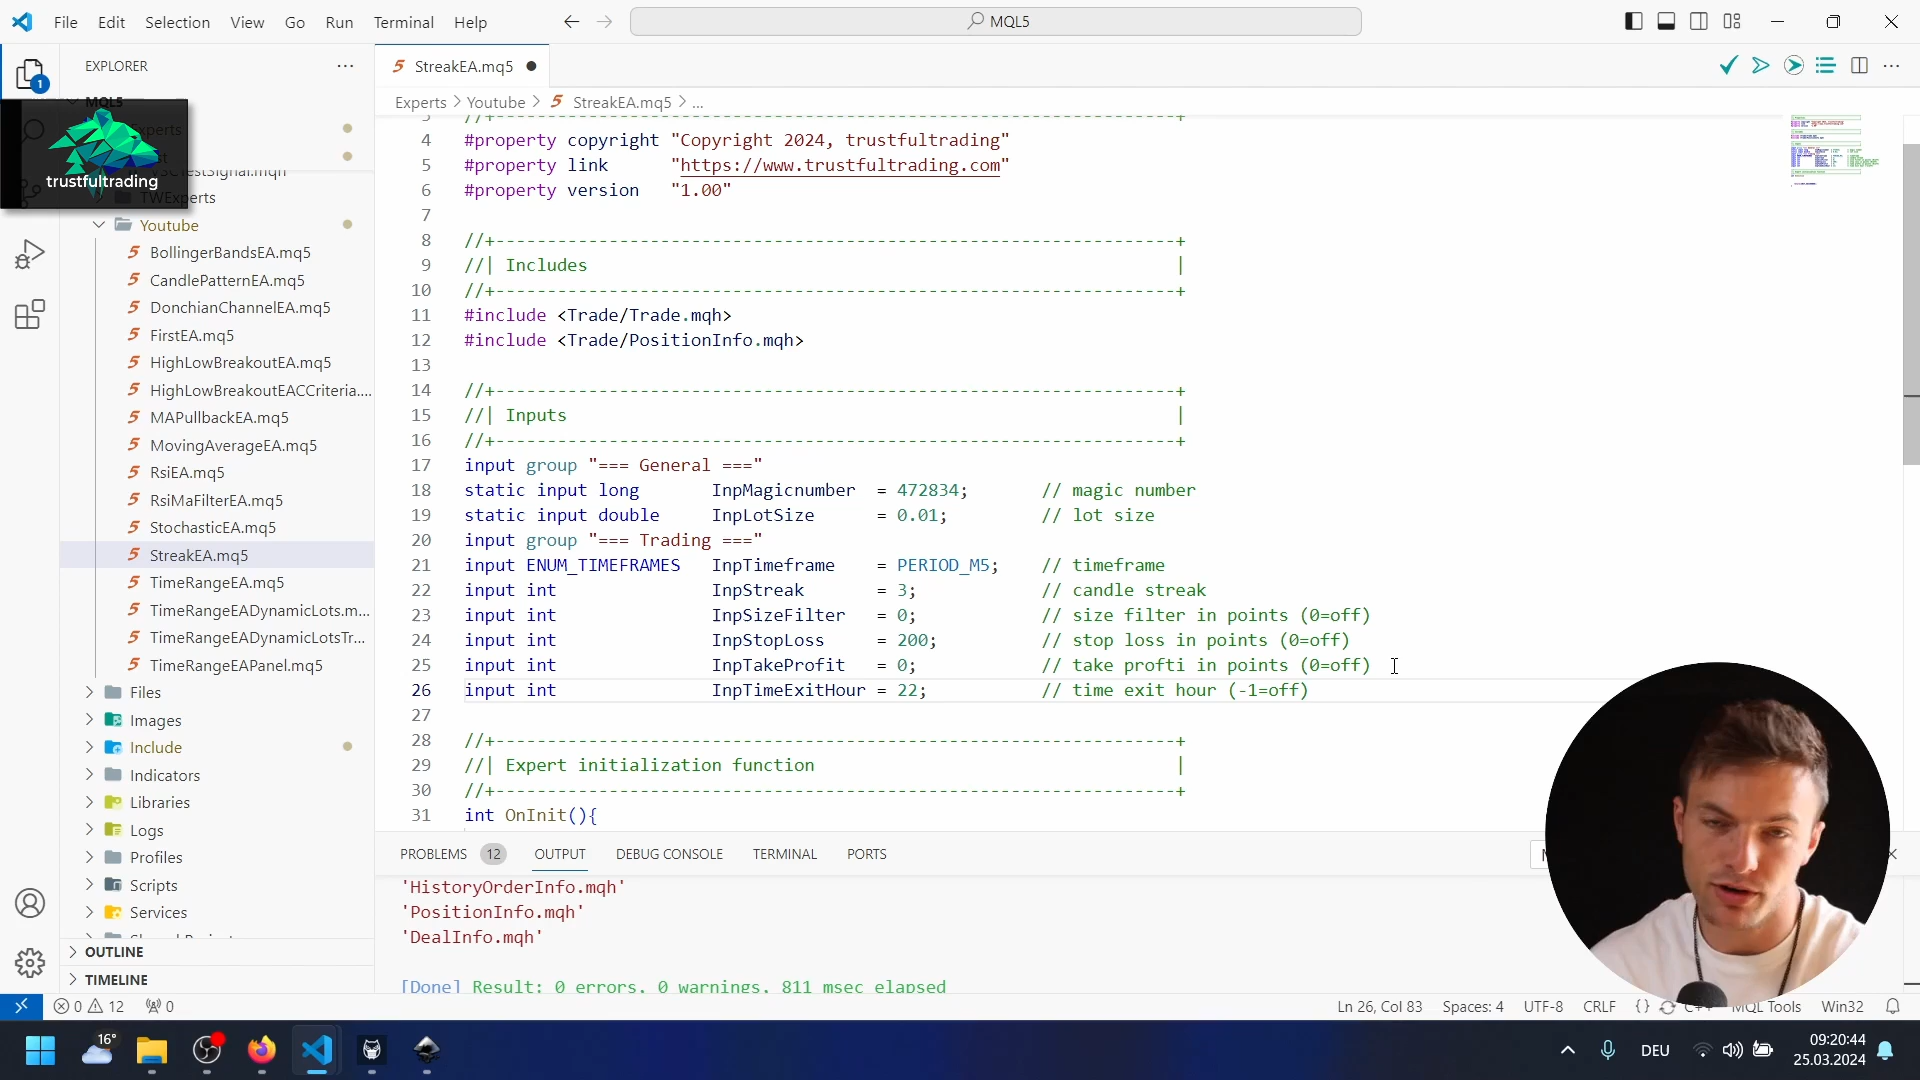 File Edit Selection View Go Run Terminal Help
MQL5
EXPLORER
StreakEA.mq5
Experts > Youtube > StreakEA.mq5 > ...
MQL5
trustfultrading
VSCTestSignal.mqh
TWExperts
Youtube
BollingerBandsEA.mq5
CandlePatternEA.mq5
DonchianChannelEA.mq5
FirstEA.mq5
HighLowBreakoutEA.mq5
HighLowBreakoutEACCriteria....
MAPullbackEA.mq5
MovingAverageEA.mq5
RsiEA.mq5
RsiMaFilterEA.mq5
StochasticEA.mq5
StreakEA.mq5
TimeRangeEA.mq5
TimeRangeEADynamicLots.m...
TimeRangeEADynamicLotsTr...
TimeRangeEAPanel.mq5
Files
Images
Include
Indicators
Libraries
Logs
Profiles
Scripts
Services
OUTLINE
TIMELINE
4 #property copyright "Copyright 2024, trustfultrading"
5 #property link      "https://www.trustfultrading.com"
6 #property version   "1.00"
7
8 //+------------------------------------------------------------------+
9 //| Includes                                                         |
10 //+------------------------------------------------------------------+
11 #include <Trade/Trade.mqh>
12 #include <Trade/PositionInfo.mqh>
13
14 //+------------------------------------------------------------------+
15 //| Inputs                                                           |
16 //+------------------------------------------------------------------+
17 input group "=== General ==="
18 static input long       InpMagicnumber  = 472834;       // magic number
19 static input double     InpLotSize      = 0.01;         // lot size
20 input group "=== Trading ==="
21 input ENUM_TIMEFRAMES   InpTimeframe    = PERIOD_M5;    // timeframe
22 input int               InpStreak       = 3;            // candle streak
23 input int               InpSizeFilter   = 0;            // size filter in points (0=off)
24 input int               InpStopLoss     = 200;          // stop loss in points (0=off)
25 input int               InpTakeProfit   = 0;            // take profti in points (0=off)
26 input int               InpTimeExitHour = 22;           // time exit hour (-1=off)
27
28 //+------------------------------------------------------------------+
29 //| Expert initialization function                                   |
30 //+------------------------------------------------------------------+
31 int OnInit(){
PROBLEMS 12 OUTPUT DEBUG CONSOLE TERMINAL PORTS
'HistoryOrderInfo.mqh'
'PositionInfo.mqh'
'DealInfo.mqh'
[Done] Result: 0 errors, 0 warnings, 811 msec elapsed
0 12 0 Ln 26, Col 83 Spaces: 4 UTF-8 CRLF {} C++ MQL Tools Win32
16° DEU 09:20:44
25.03.2024